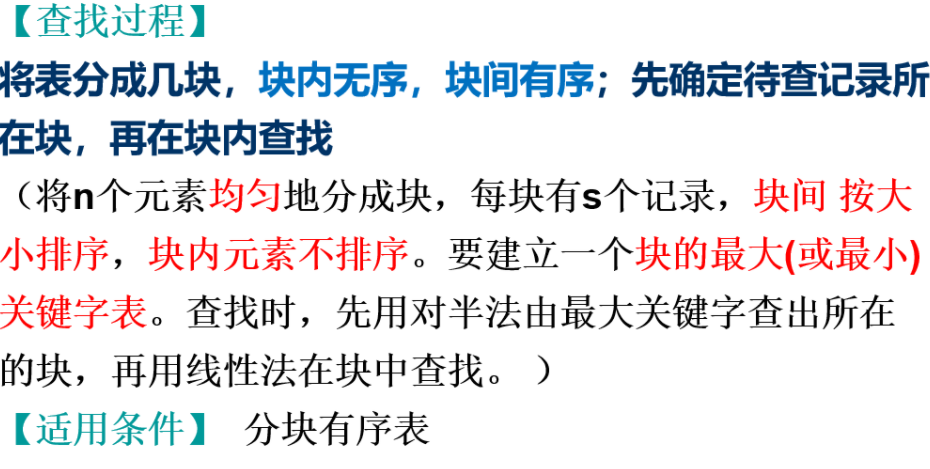 【查找过程】
将表分成几块，块内无序，块间有序；先确定待查记录所
在块，再在块内查找
（将n个元素均匀地分成块，每块有s个记录，块间 按大
小排序，块内元素不排序。要建立一个块的最大(或最小)
关键字表。查找时，先用对半法由最大关键字查出所在
的块，再用线性法在块中查找。 ）
【适用条件】 分块有序表